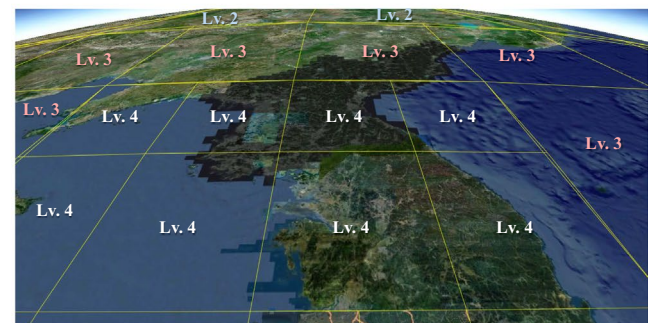 Lv. 2 Lv. 2
Lv. 3 Lv. 3 Lv. 3 Lv. 3
Lv. 3 Lv. 4 Lv. 4 Lv. 4 Lv. 4
Lv. 3
Lv. 4 Lv. 4 Lv. 4 Lv. 4